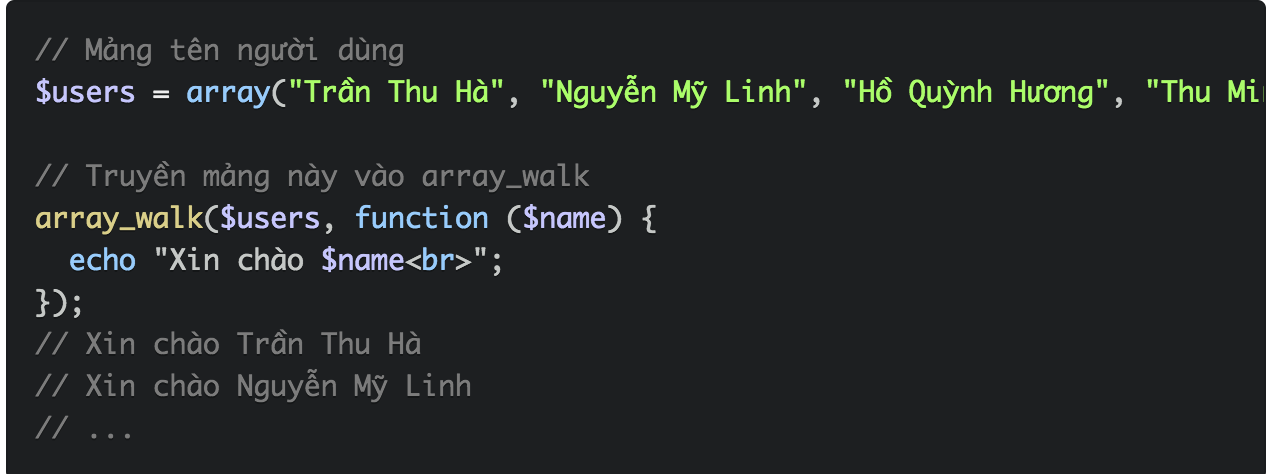 // Mảng tên người dùng
$users = array("Trần Thu Hà", "Nguyễn Mỹ Linh", "Hồ Quỳnh Hương", "Thu
// Truyền mảng này vào array_walk
array_walk($users, function ($name) {
  echo "Xin chào $name<br>";
});
// Xin chào Trần Thu Hà
// Xin chào Nguyễn Mỹ Linh
// ...